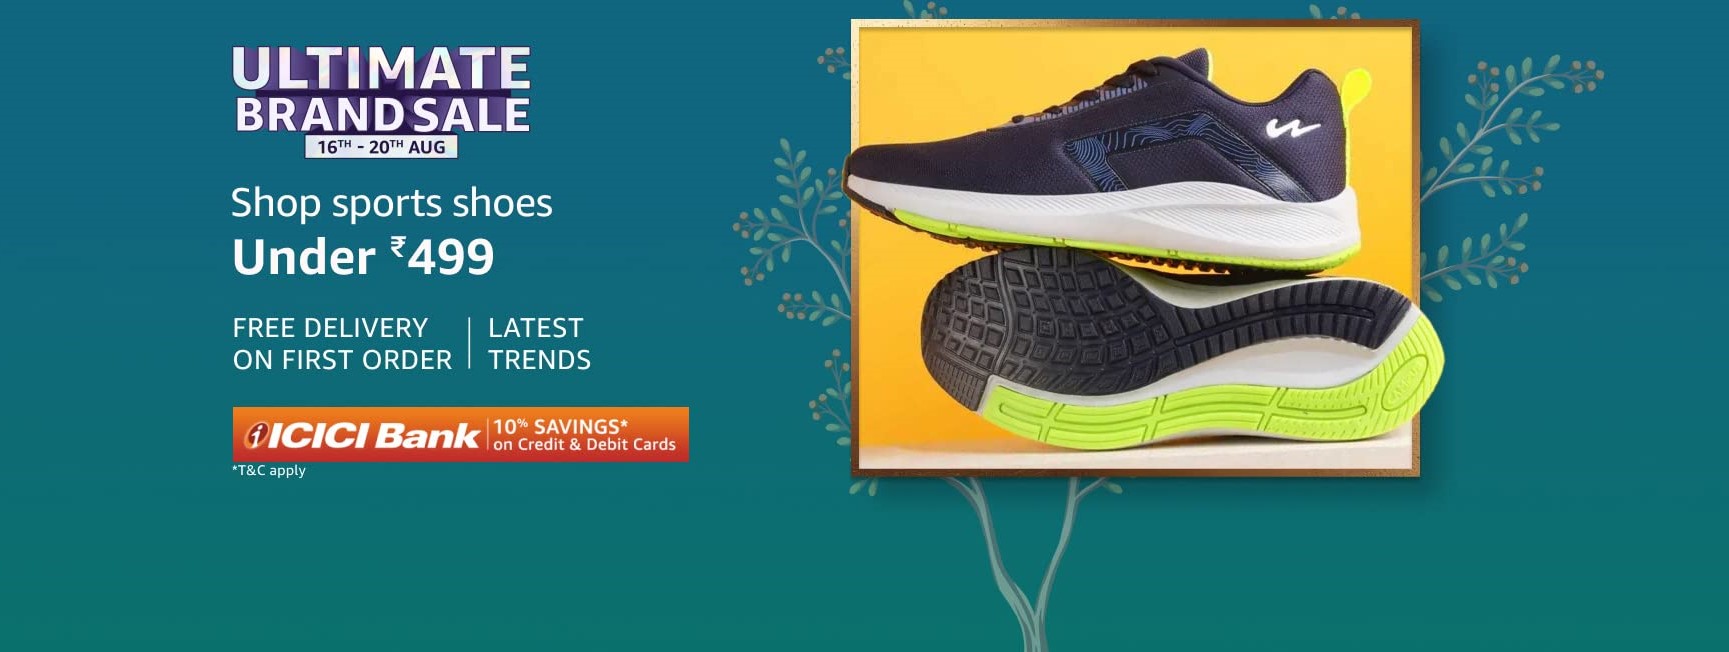 ULTIMATE
BRAND SALE
16TH - 20TH AUG
Shop sports shoes
Under ₹499
FREE DELIVERY
ON FIRST ORDER
LATEST
TRENDS
ICICI Bank
10% SAVINGS*
on Credit & Debit Cards
*T&C apply